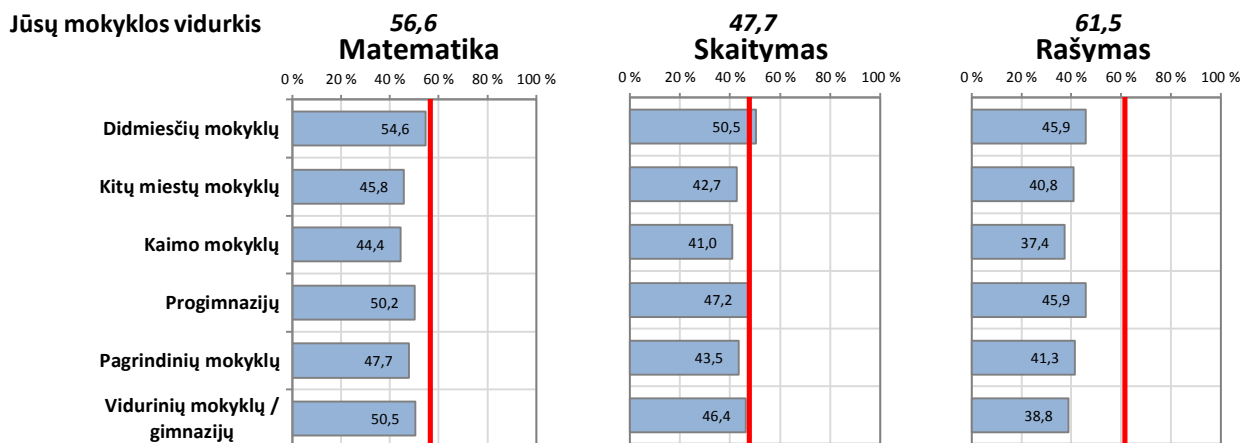 Jūsų mokyklos vidurkis 56,6 47,7 61,5
Matematika Skaitymas Rašymas
0 % 20 % 40 % 60 % 80 % 100 % 0 % 20 % 40 % 60 % 80 % 100 % 0 % 20 % 40 % 60 % 80 % 100 %
Didmiesčių mokyklų 54,6 50,5 45,9
Kitų miestų mokyklų 45,8 42,7 40,8
Kaimo mokyklų 44,4 41,0 37,4
Progimnazijų 50,2 47,2 45,9
Pagrindinių mokyklų 47,7 43,5 41,3
Vidurinių mokyklų /
gimnazijų 50,5 46,4 38,8